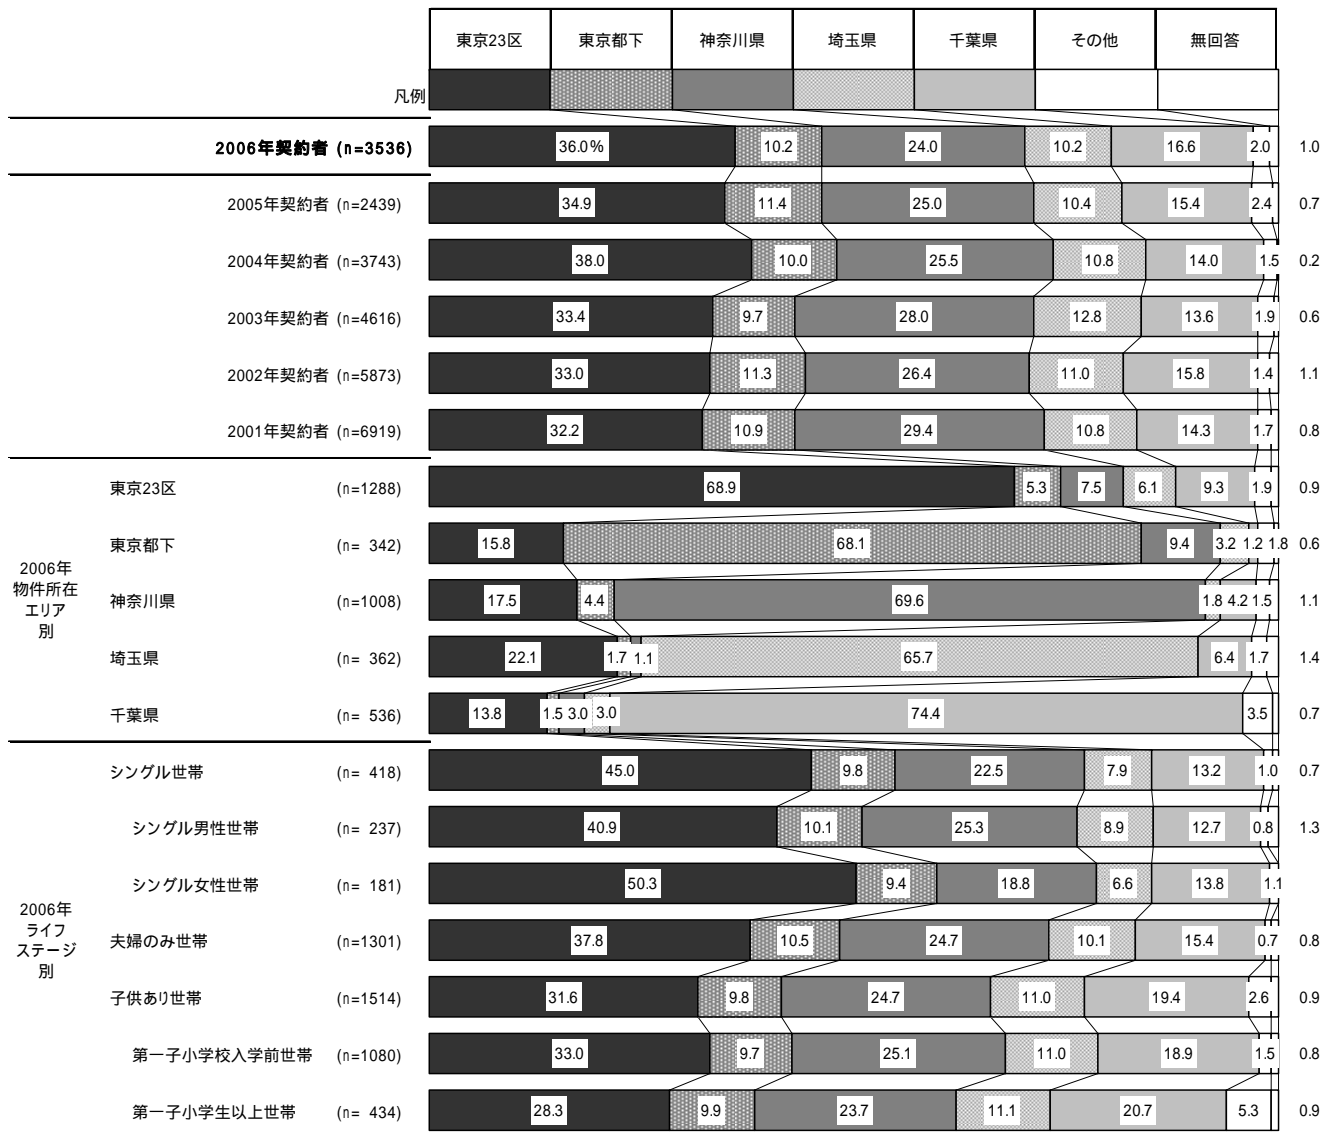 東京23区 東京都下 神奈川県 埼玉県 千葉県 その他 無回答
凡例
2006年契約者 (n=3536) 36.0% 10.2 24.0 10.2 16.6 2.0 1.0
2005年契約者 (n=2439) 34.9 11.4 25.0 10.4 15.4 2.4 0.7
2004年契約者 (n=3743) 38.0 10.0 25.5 10.8 14.0 1.5 0.2
2003年契約者 (n=4616) 33.4 9.7 28.0 12.8 13.6 1.9 0.6
2002年契約者 (n=5873) 33.0 11.3 26.4 11.0 15.8 1.4 1.1
2001年契約者 (n=6919) 32.2 10.9 29.4 10.8 14.3 1.7 0.8
2006年
物件所在
エリア
別
東京23区 (n=1288) 68.9 5.3 7.5 6.1 9.3 1.9 0.9
東京都下 (n= 342) 15.8 68.1 9.4 3.2 1.2 1.8 0.6
神奈川県 (n=1008) 17.5 4.4 69.6 1.8 4.2 1.5 1.1
埼玉県 (n= 362) 22.1 1.7 1.1 65.7 6.4 1.7 1.4
千葉県 (n= 536) 13.8 1.5 3.0 3.0 74.4 3.5 0.7
2006年
ライフ
ステージ
別
シングル世帯 (n= 418) 45.0 9.8 22.5 7.9 13.2 1.0 0.7
シングル男性世帯 (n= 237) 40.9 10.1 25.3 8.9 12.7 0.8 1.3
シングル女性世帯 (n= 181) 50.3 9.4 18.8 6.6 13.8 1.1
夫婦のみ世帯 (n=1301) 37.8 10.5 24.7 10.1 15.4 0.7 0.8
子供あり世帯 (n=1514) 31.6 9.8 24.7 11.0 19.4 2.6 0.9
第一子小学校入学前世帯 (n=1080) 33.0 9.7 25.1 11.0 18.9 1.5 0.8
第一子小学生以上世帯 (n= 434) 28.3 9.9 23.7 11.1 20.7 5.3 0.9